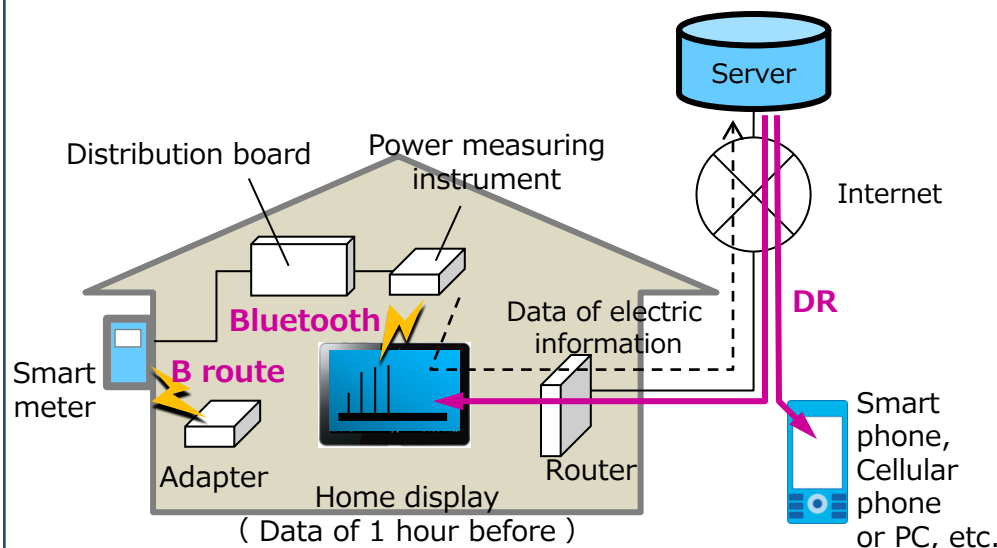 Server
Distribution board
Power measuring
instrument
Internet
Bluetooth
Data of electric
information
DR
Smart
meter
B route
Adapter
Home display
( Data of 1 hour before )
Router
Smart
phone,
Cellular
phone
or PC, etc.